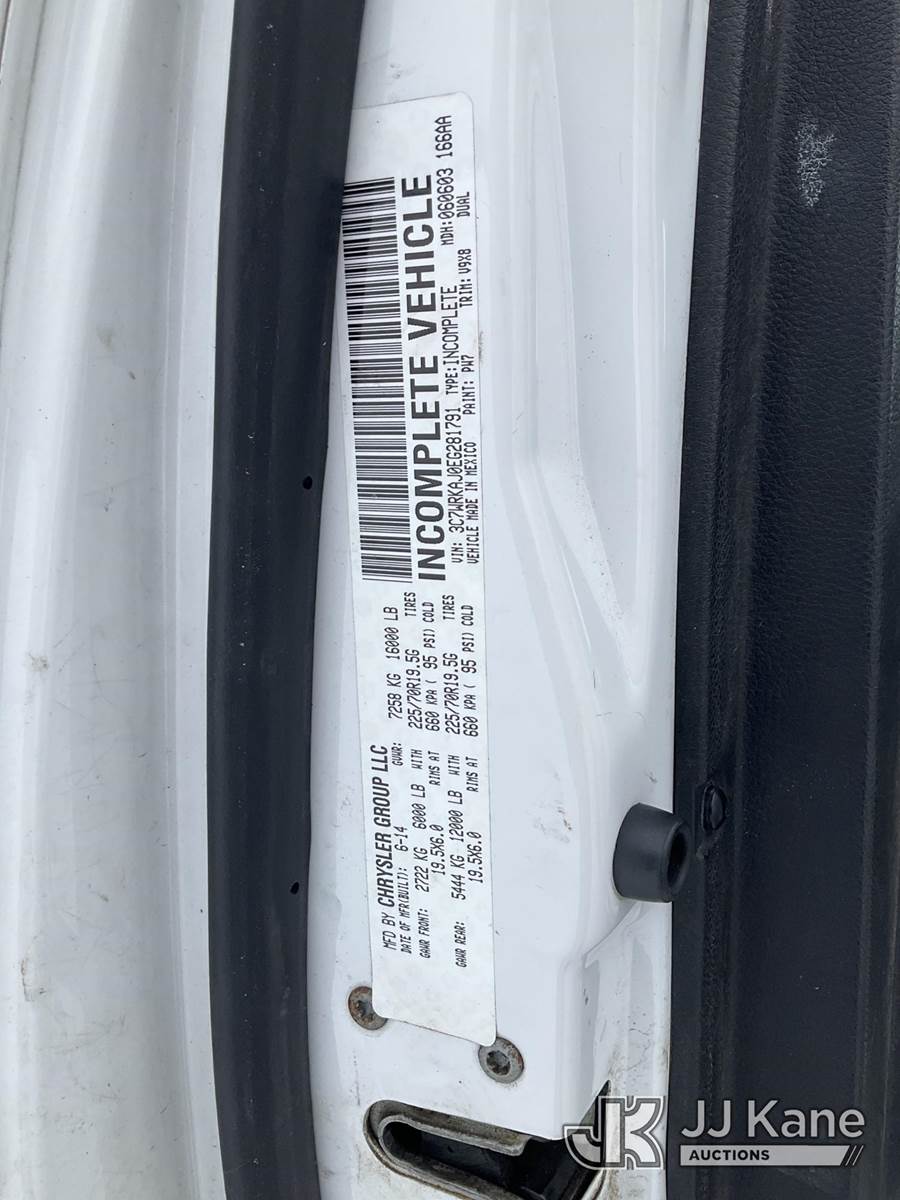 MFD BY CHRYSLER GROUP LLC
DATE OF MFR(BUILT): 6-14 GVWR: 7258 KG 16000 LB
GAWR FRONT: 2722 KG 6000 LB WITH 225/70R19.5G TIRES
19.5X6.0 RIMS AT 660 KPA ( 95 PSI) COLD
GAWR REAR: 5444 KG 12000 LB WITH 225/70R19.5G TIRES
19.5X6.0 RIMS AT 660 KPA ( 95 PSI) COLD
INCOMPLETE VEHICLE
VIN: 3C7WRKAJ0EG281791 TYPE:INCOMPLETE MDH:060603 166AA
VEHICLE MADE IN MEXICO PAINT: PW7 TRIM: V9X8 DUAL
JK JJ Kane
AUCTIONS